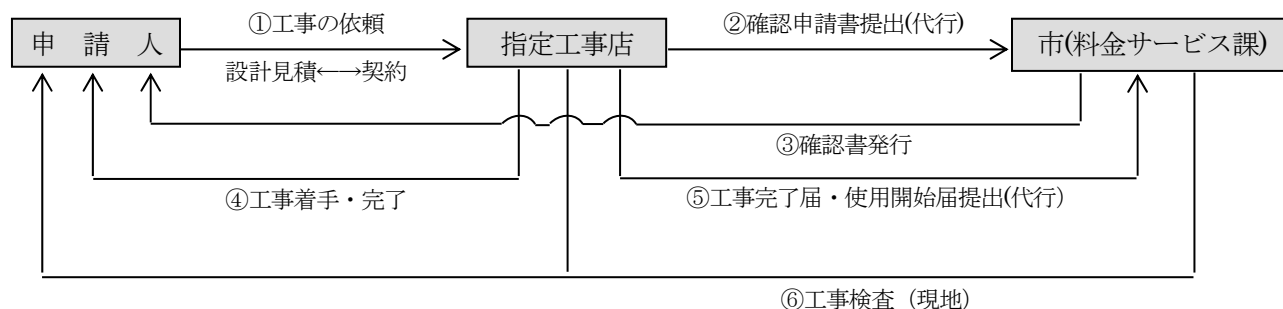 ①工事の依頼
②確認申請書提出(代行)
申 請 人
指定工事店
市(料金サービス課)
設計見積←―→契約
③確認書発行
④工事着手・完了
⑤工事完了届・使用開始届提出(代行)
⑥工事検査（現地）